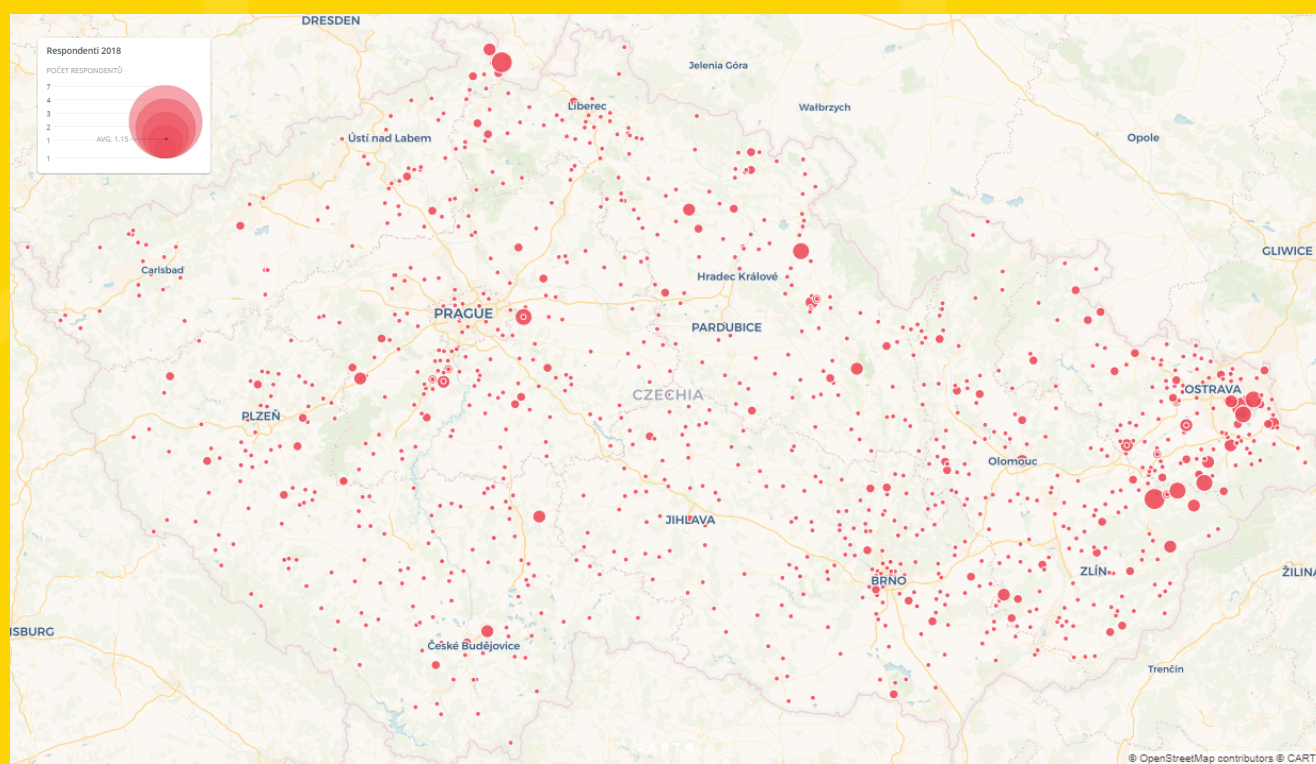 DRESDEN
Respondenti 2018
POČET RESPONDENTŮ
7
4
3
2
1
AVG: 1.15
1
Jelenia Góra
Liberec
Wałbrzych
Ústí nad Labem
Opole
GLIWICE
Carlsbad
Hradec Králové
PRAGUE
PARDUBICE
CZECHIA
OSTRAVA
PLZEŇ
Olomouc
JIHLAVA
ZLÍN
ŽILINA
BRNO
ISBURG
České Budějovice
Trenčín
© OpenStreetMap contributors © CART